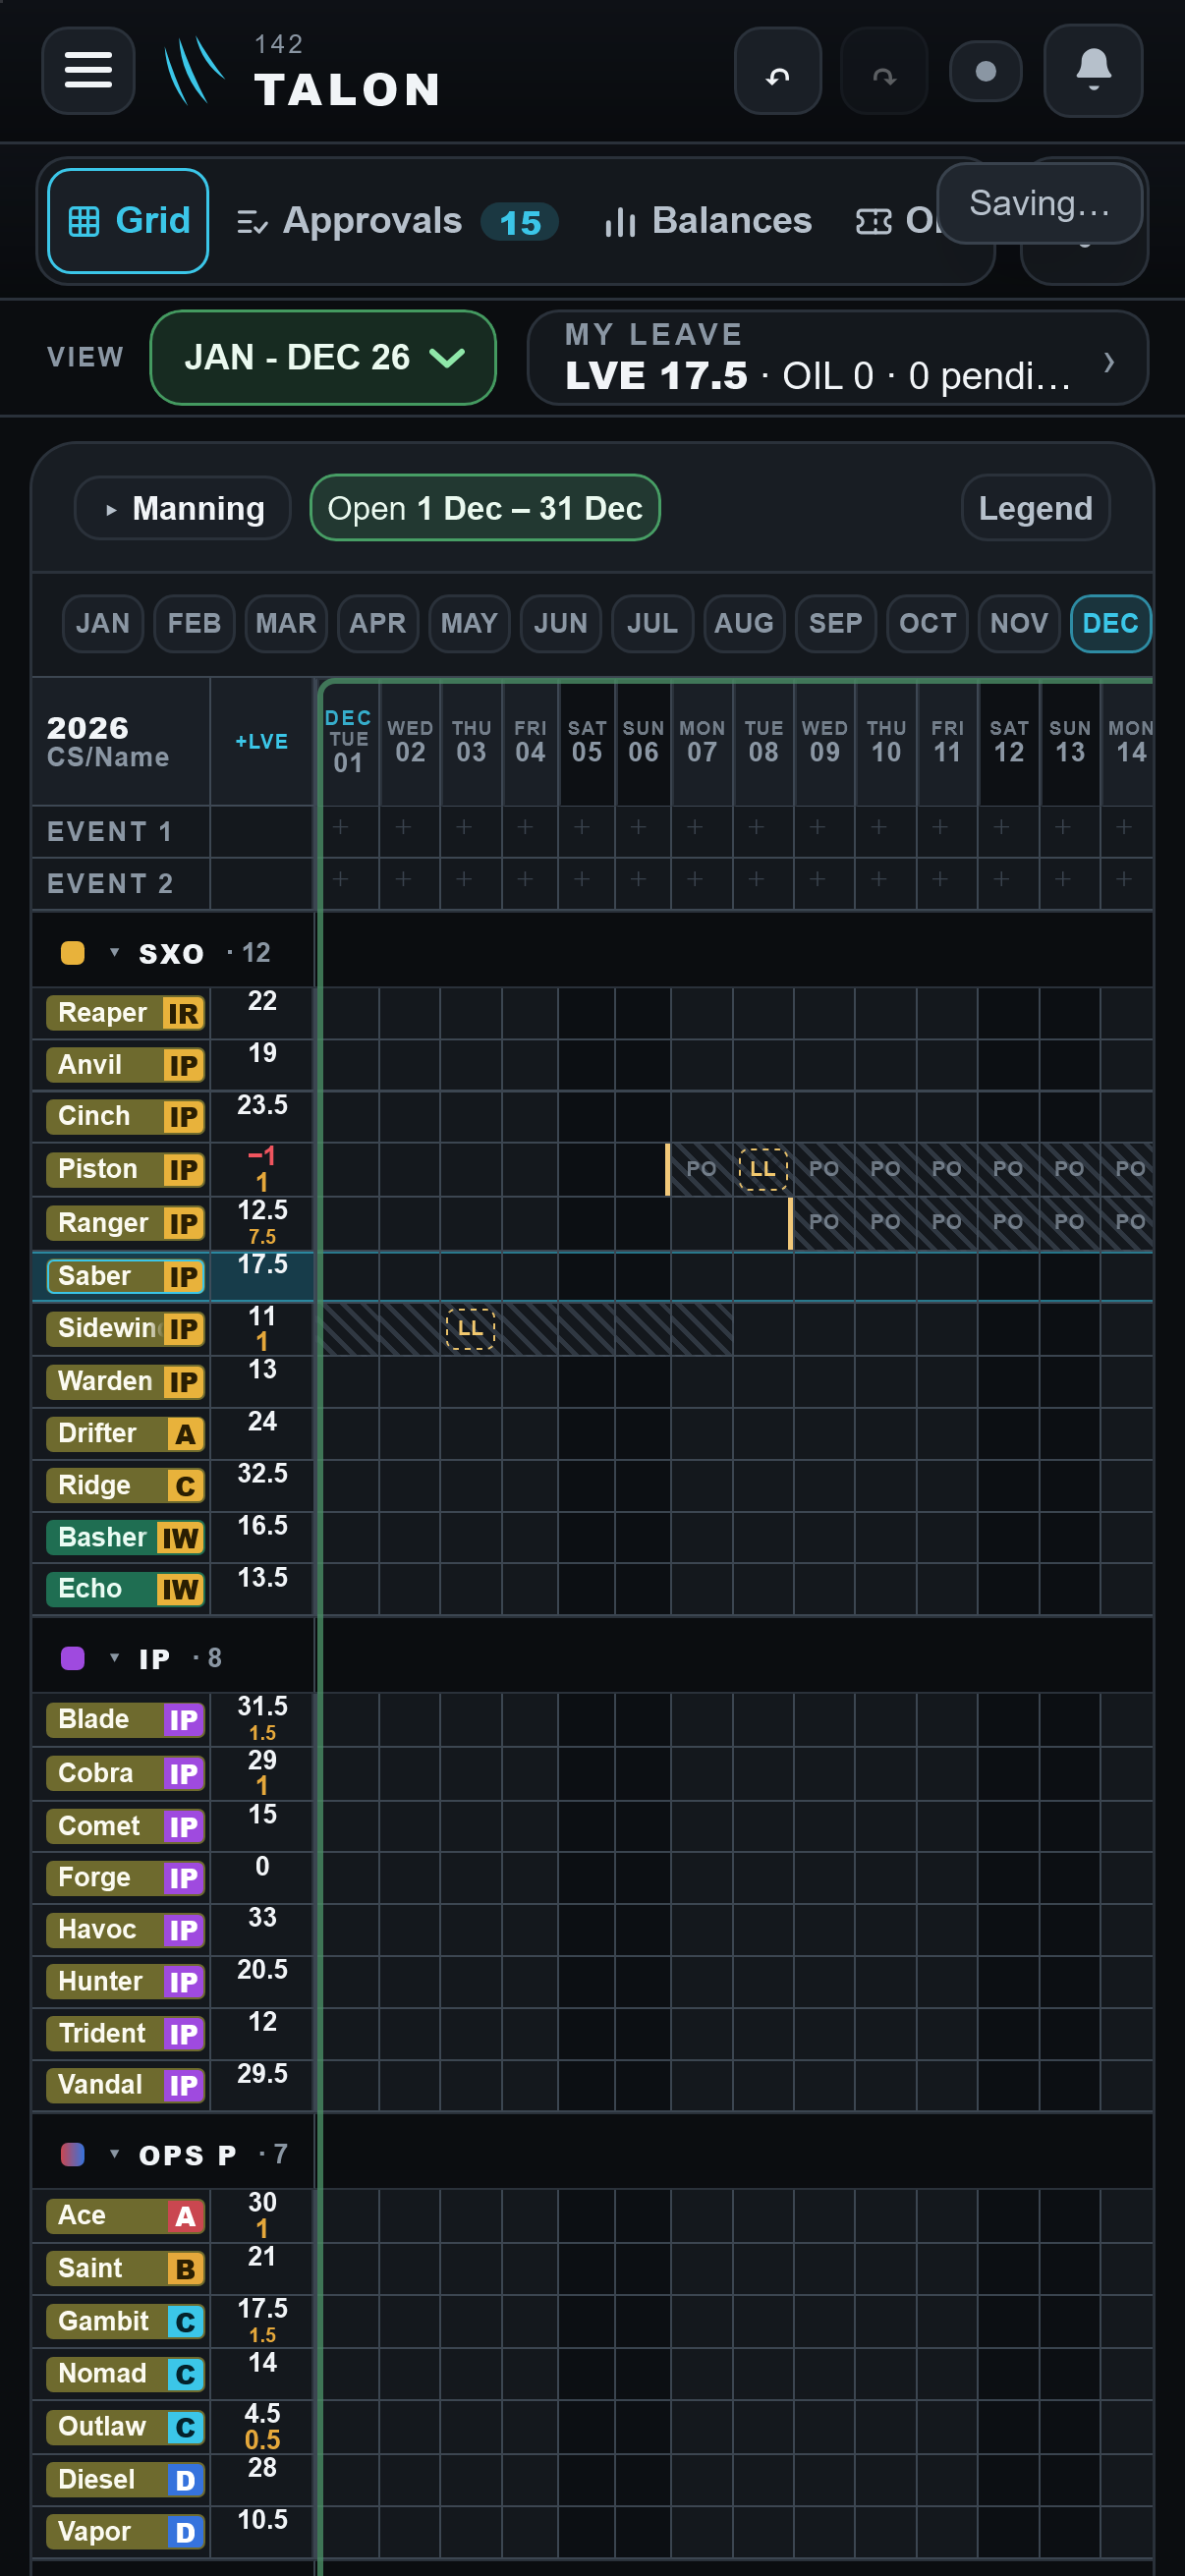 142
TALON
Grid Approvals 15 Balances
Saving…
VIEW JAN - DEC 26
MY LEAVE
LVE 17.5 · OIL 0 · 0 pendi…
Manning Open 1 Dec – 31 Dec Legend
JAN FEB MAR APR MAY JUN JUL AUG SEP OCT NOV DEC
2026
CS/Name
+LVE
DEC
TUE WED THU FRI SAT SUN MON TUE WED THU FRI SAT SUN MON
01 02 03 04 05 06 07 08 09 10 11 12 13 14
EVENT 1 + + + + + + + + + + + + + +
EVENT 2 + + + + + + + + + + + + + +
SXO · 12
Reaper IR 22
Anvil IP 19
Cinch IP 23.5
Piston IP −1 1 PO LL PO PO PO PO PO PO
Ranger IP 12.5 7.5 PO PO PO PO PO PO
Saber IP 17.5
IP 11 1 LL
Warden IP 13
Drifter A 24
Ridge C 32.5
Basher IW 16.5
Echo IW 13.5
IP · 8
Blade IP 31.5 1.5
Cobra IP 29 1
Comet IP 15
Forge IP 0
Havoc IP 33
Hunter IP 20.5
Trident IP 12
Vandal IP 29.5
OPS P · 7
Ace A 30 1
Saint B 21
Gambit C 17.5 1.5
Nomad C 14
Outlaw C 4.5 0.5
Diesel D 28
Vapor D 10.5